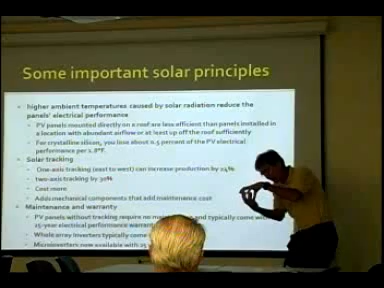 Some important solar principles
higher ambient temperatures caused by solar radiation reduce the
panels' electrical performance
PV panels mounted directly on a roof are less efficient than panels installed in
a location with abundant airflow or at least up off the roof sufficiently
For crystalline silicon, you lose about 0.5 percent of the PV electrical
performance per 1.8°F.
Solar tracking
One-axis tracking (east to west) can increase production by 24%
two-axis tracking by 30%
Cost more
Adds mechanical components that add maintenance cost
Maintenance and warranty
PV panels without tracking require no and typically come
25-year electrical performance
Whole array inverters typically come
Microinverters now available with 25